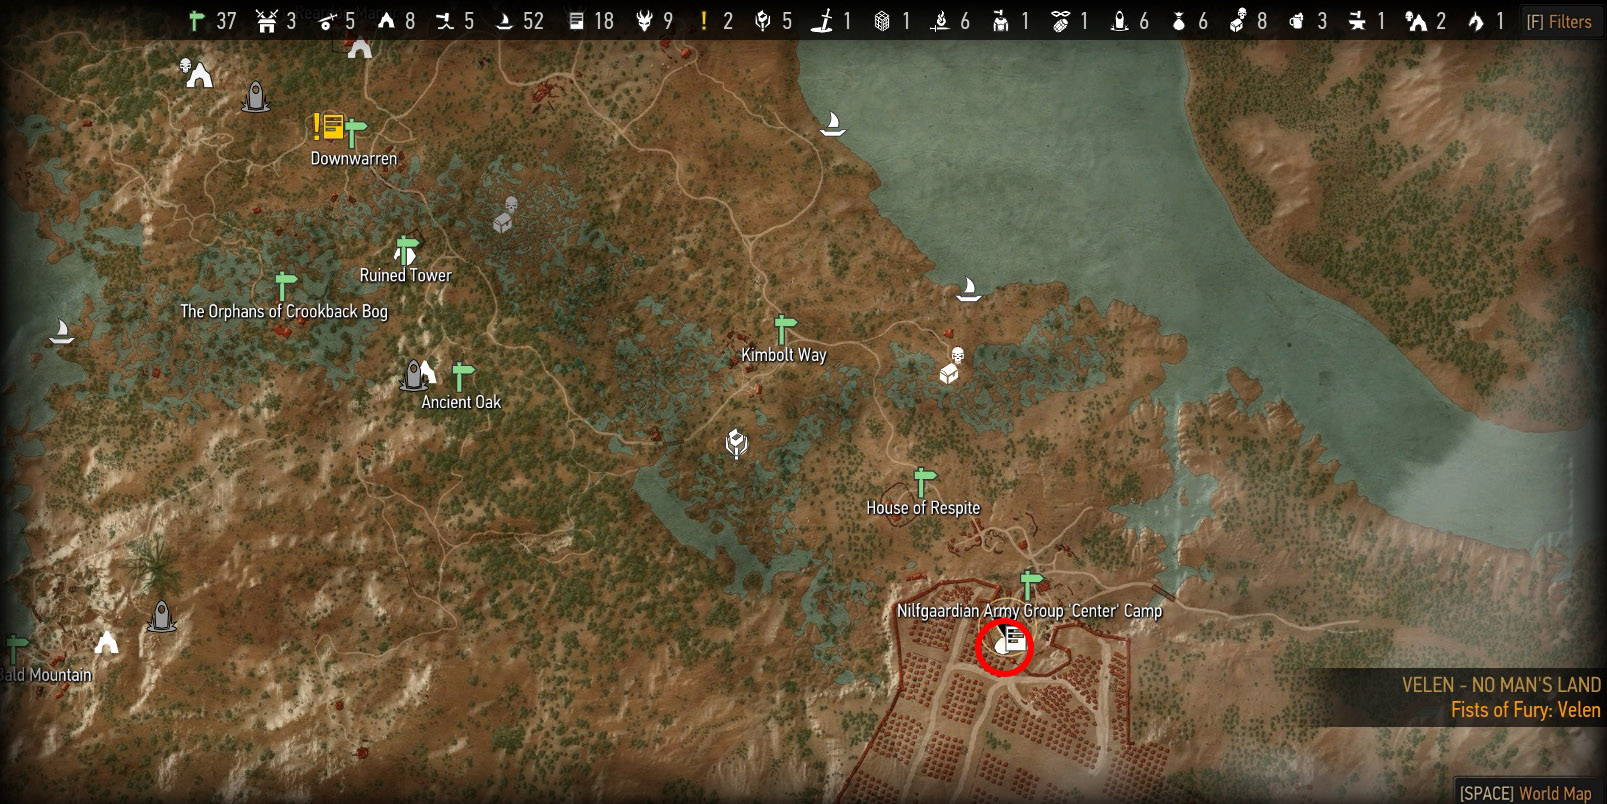 37 3 5 8 5 52 18 9 ! 2 5 1 1 6 1 1 6 6 8 3 1 2 1 [F] Filters
!
Downwarren
Ruined Tower
The Orphans of Crookback Bog
Kimbolt Way
Ancient Oak
House of Respite
Nilfgaardian Army Group 'Center' Camp
Bald Mountain
VELEN - NO MAN'S LAND
Fists of Fury: Velen
[SPACE] World Map